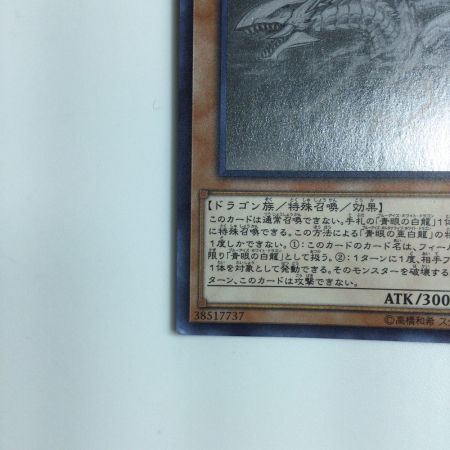 【ドラゴン族／特殊召喚／効果】
このカードは通常召喚できない。手札の「青眼の白龍」1体
に特殊召喚できる。この方法による「青眼の亜白龍」の特
1度しかできない。①：このカードのカード名は、フィール
限り「青眼の白龍」として扱う。②：1ターンに1度、相手フ
1体を対象として発動できる。そのモンスターを破壊する
ターン、このカードは攻撃できない。
ATK/300
38517737
©高橋和希 スタ